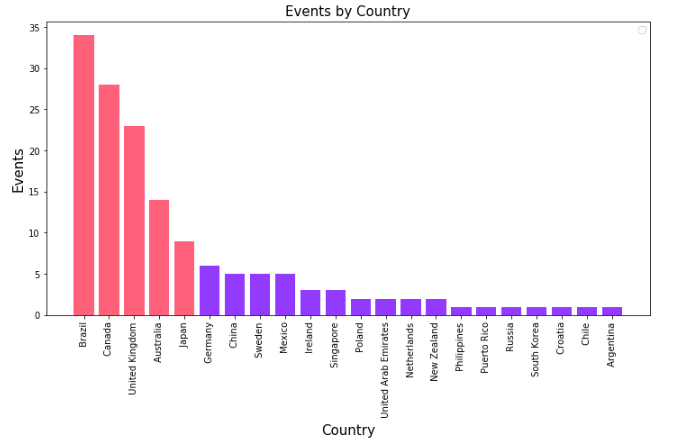 Events by Country
Events
35
30
25
20
15
10
5
0
Brazil
Canada
United Kingdom
Australia
Japan
Germany
China
Sweden
Mexico
Ireland
Singapore
Poland
United Arab Emirates
Netherlands
New Zealand
Philippines
Puerto Rico
Russia
South Korea
Croatia
Chile
Argentina
Country